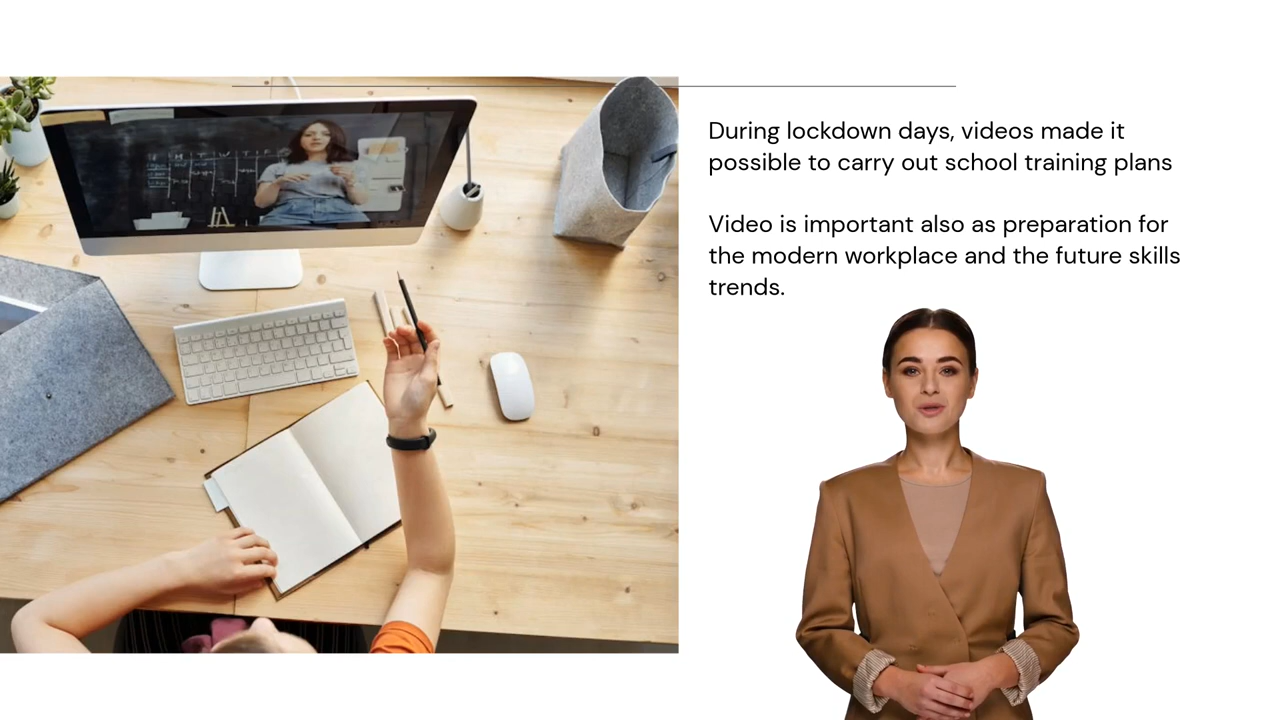 During lockdown days, videos made it
possible to carry out school training plans
Video is important also as preparation for
the modern workplace and the future skills
trends.